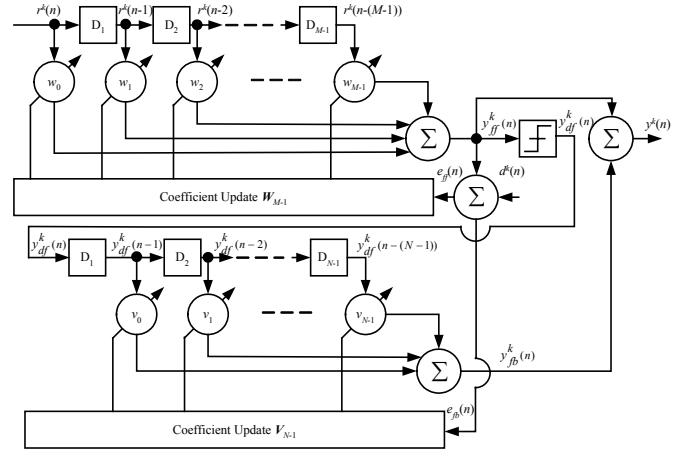 r^k(n) D_1 r^k(n-1) D_2 r^k(n-2) D_{M-1} r^k(n-(M-1))
w_0 w_1 w_2 w_{M-1}
Σ y_{ff}^k(n) y_{df}^k(n) Σ y^k(n)
e_{ff}(n) d^k(n)
Coefficient Update W_{M-1} Σ
y_{df}^k(n) D_1 y_{df}^k(n-1) D_2 y_{df}^k(n-2) D_{N-1} y_{df}^k(n-(N-1))
v_0 v_1 v_{N-1}
Σ y_{fb}^k(n)
e_{fb}(n)
Coefficient Update V_{N-1}